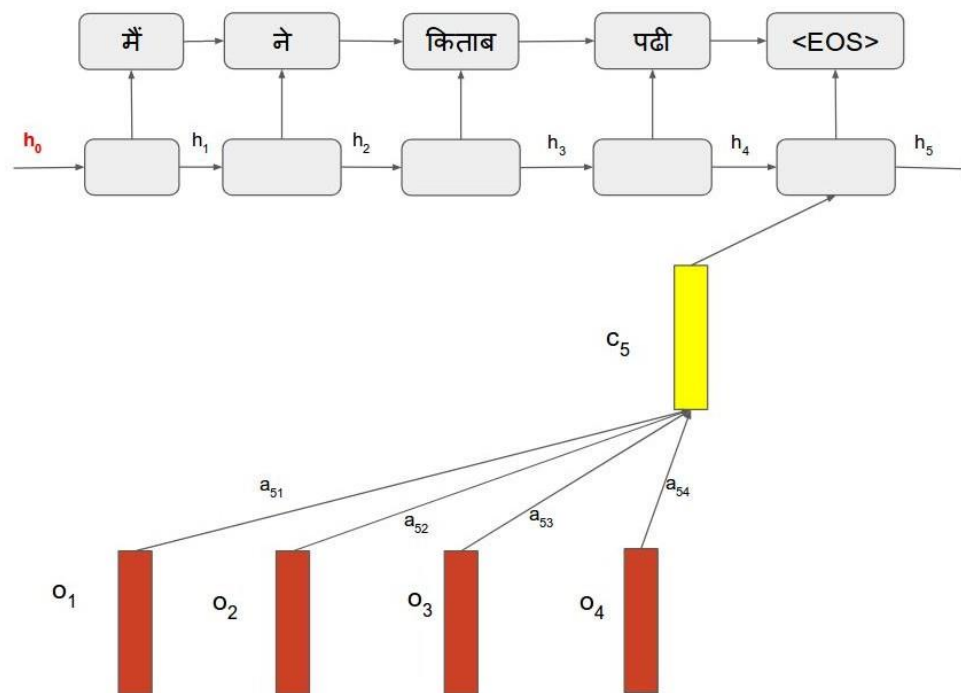 मैं ने किताब पढी <EOS>
h₀ h₁ h₂ h₃ h₄ h₅
c₅
a₅₁ a₅₂ a₅₃ a₅₄
o₁ o₂ o₃ o₄